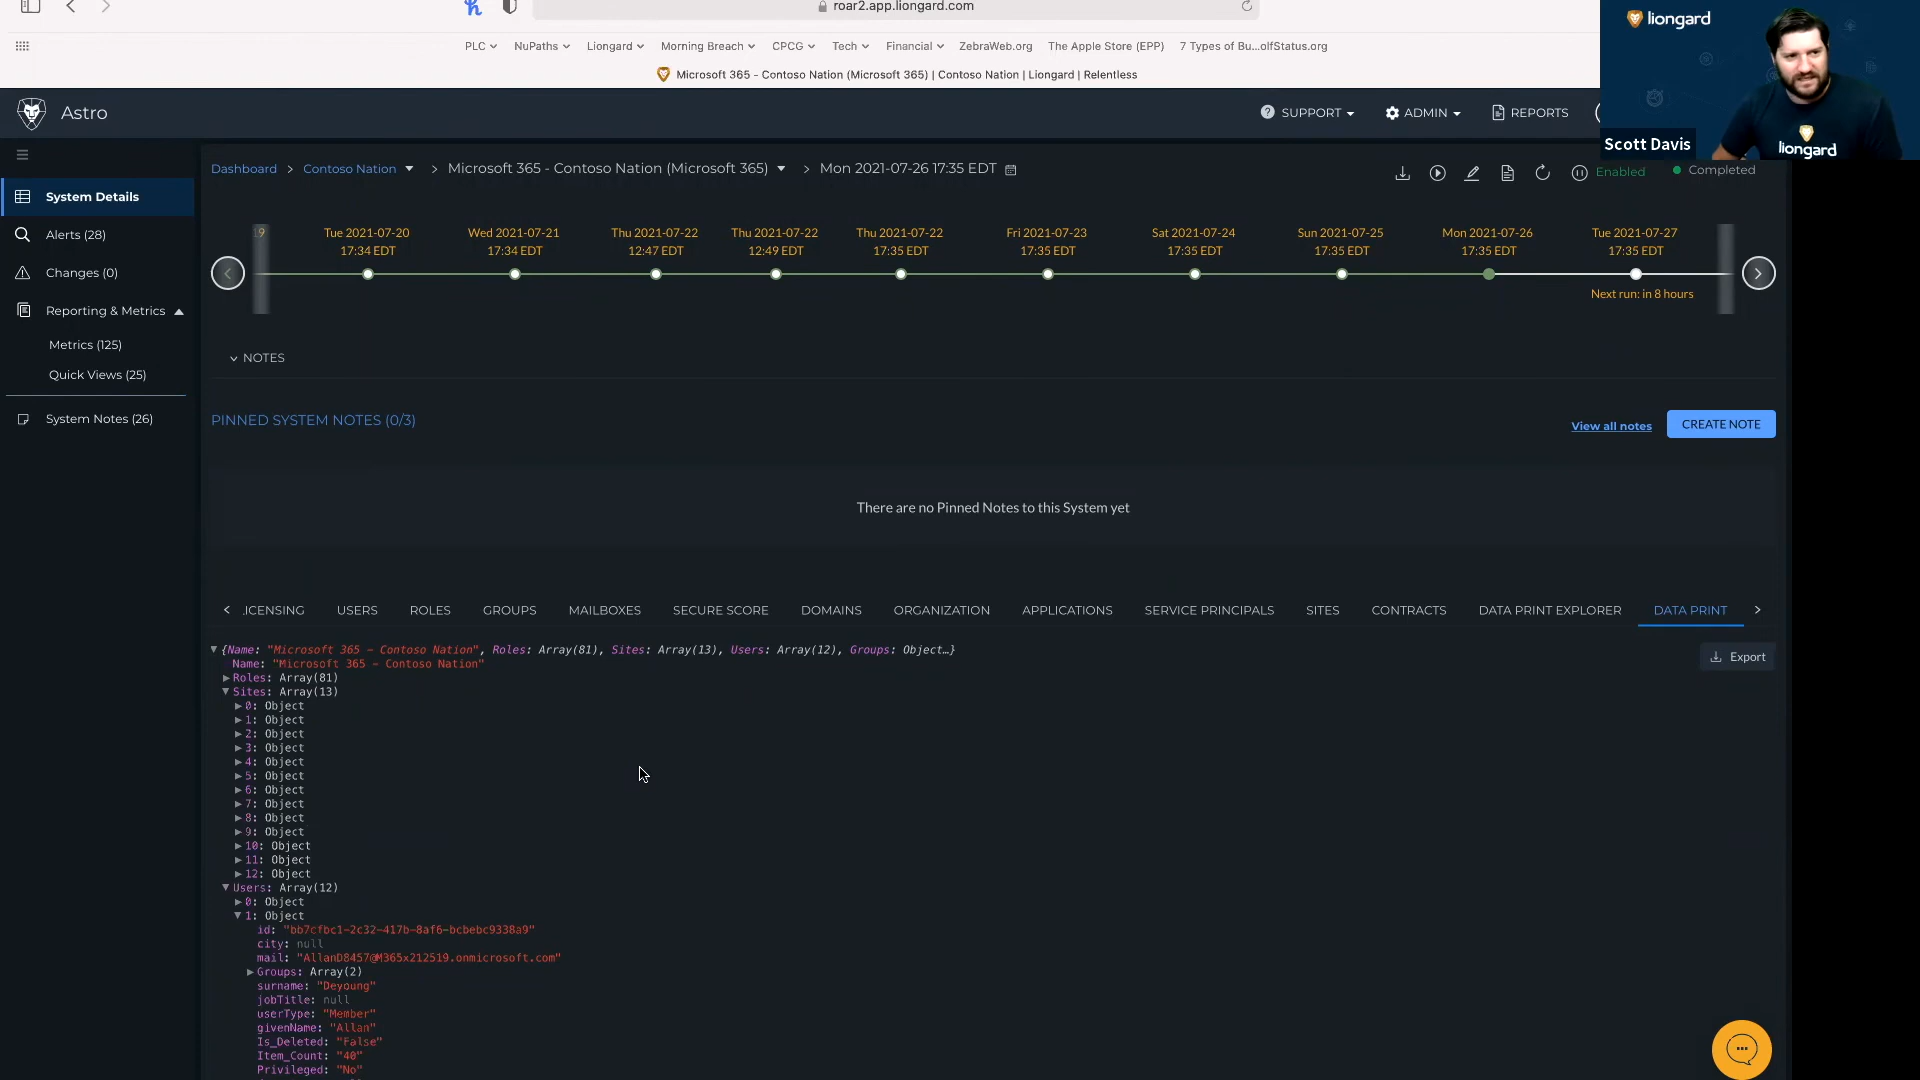 roar2.app.liongard.com
PLC NuPaths Liongard Morning Breach CPCG Tech Financial ZebraWeb.org The Apple Store (EPP) 7 Types of Bu...olfStatus.org
Microsoft 365 - Contoso Nation (Microsoft 365) | Contoso Nation | Liongard | Relentless
liongard
liongard
Scott Davis
Astro
SUPPORT ADMIN REPORTS
Dashboard > Contoso Nation > Microsoft 365 - Contoso Nation (Microsoft 365) > Mon 2021-07-26 17:35 EDT
Enabled Completed
System Details
Alerts (28)
Changes (0)
Reporting & Metrics
Metrics (125)
Quick Views (25)
System Notes (26)
19
Tue 2021-07-20 17:34 EDT
Wed 2021-07-21 17:34 EDT
Thu 2021-07-22 12:47 EDT
Thu 2021-07-22 12:49 EDT
Thu 2021-07-22 17:35 EDT
Fri 2021-07-23 17:35 EDT
Sat 2021-07-24 17:35 EDT
Sun 2021-07-25 17:35 EDT
Mon 2021-07-26 17:35 EDT
Tue 2021-07-27 17:35 EDT
Next run: in 8 hours
NOTES
PINNED SYSTEM NOTES (0/3)
View all notes
CREATE NOTE
There are no Pinned Notes to this System yet
ICENSING USERS ROLES GROUPS MAILBOXES SECURE SCORE DOMAINS ORGANIZATION APPLICATIONS SERVICE PRINCIPALS SITES CONTRACTS DATA PRINT EXPLORER DATA PRINT
Export
{Name: "Microsoft 365 - Contoso Nation", Roles: Array(81), Sites: Array(13), Users: Array(12), Groups: Object…}
Name: "Microsoft 365 - Contoso Nation"
Roles: Array(81)
Sites: Array(13)
0: Object
1: Object
2: Object
3: Object
4: Object
5: Object
6: Object
7: Object
8: Object
9: Object
10: Object
11: Object
12: Object
Users: Array(12)
0: Object
1: Object
id: "bb7cfbc1-2c32-417b-8af6-bcbebc9338a9"
city: null
mail: "AllanD8457@M365x212519.onmicrosoft.com"
Groups: Array(2)
surname: "Deyoung"
jobTitle: null
userType: "Member"
givenName: "Allan"
Is_Deleted: "False"
Item_Count: "40"
Privileged: "No"